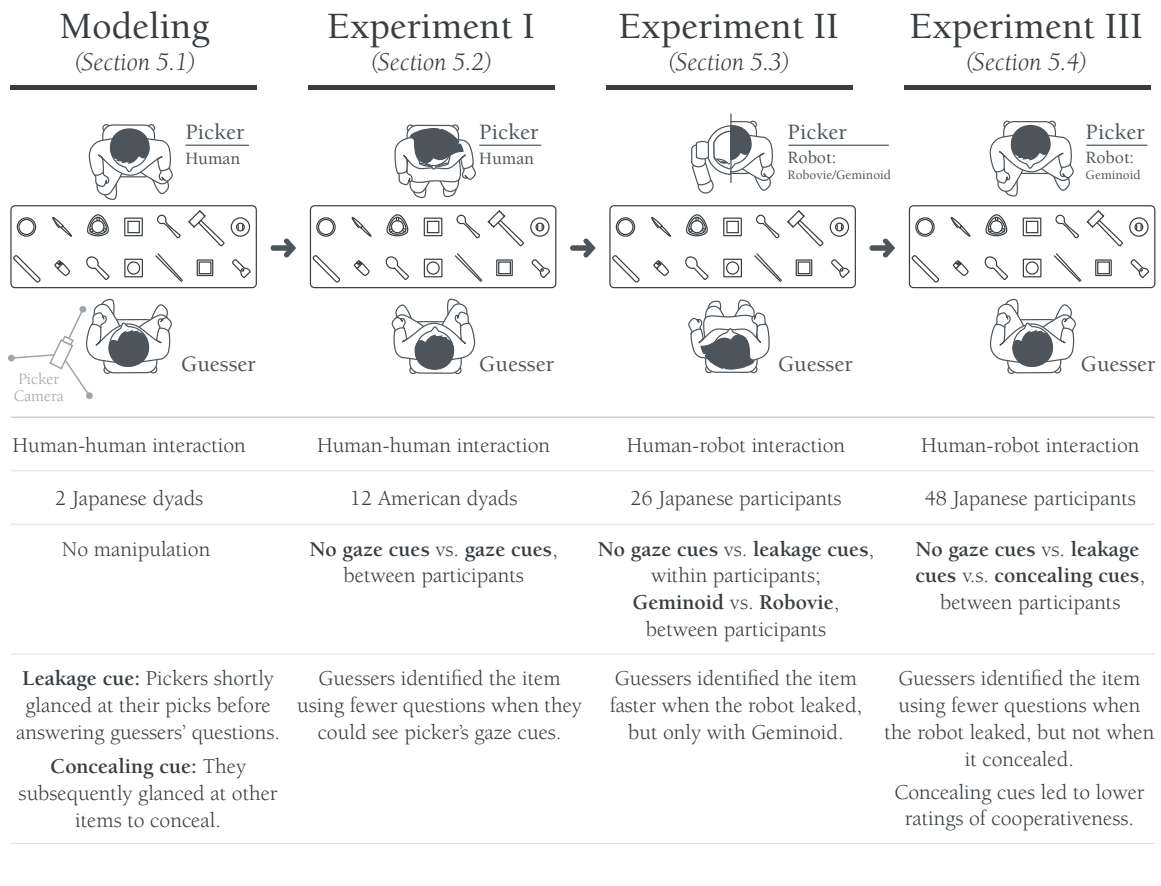 Modeling
(Section 5.1)
Experiment I
(Section 5.2)
Experiment II
(Section 5.3)
Experiment III
(Section 5.4)
Picker
Human
Picker
Human
Picker
Robot:
Robovie/Geminoid
Picker
Robot:
Geminoid
Picker
Camera
Guesser
Guesser
Guesser
Guesser
Human-human interaction
Human-human interaction
Human-robot interaction
Human-robot interaction
2 Japanese dyads
12 American dyads
26 Japanese participants
48 Japanese participants
No manipulation
No gaze cues vs. gaze cues,
between participants
No gaze cues vs. leakage cues,
within participants;
Geminoid vs. Robovie,
between participants
No gaze cues vs. leakage
cues v.s. concealing cues,
between participants
Leakage cue: Pickers shortly
glanced at their picks before
answering guessers' questions.
Concealing cue: They
subsequently glanced at other
items to conceal.
Guessers identified the item
using fewer questions when they
could see picker's gaze cues.
Guessers identified the item
faster when the robot leaked,
but only with Geminoid.
Guessers identified the item
using fewer questions when
the robot leaked, but not when
it concealed.
Concealing cues led to lower
ratings of cooperativeness.